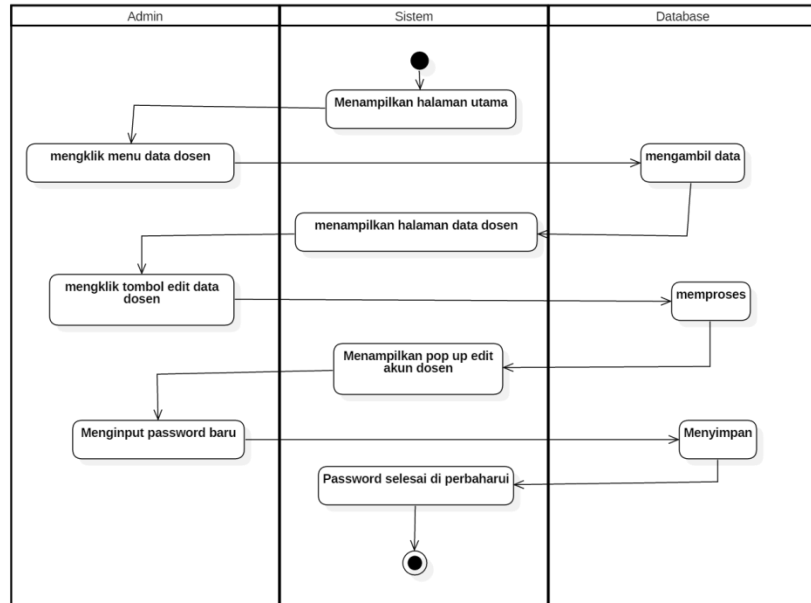 Admin
Sistem
Database
Menampilkan halaman utama
mengklik menu data dosen
mengambil data
menampilkan halaman data dosen
mengklik tombol edit data
dosen
memproses
Menampilkan pop up edit
akun dosen
Menginput password baru
Menyimpan
Password selesai di perbaharui